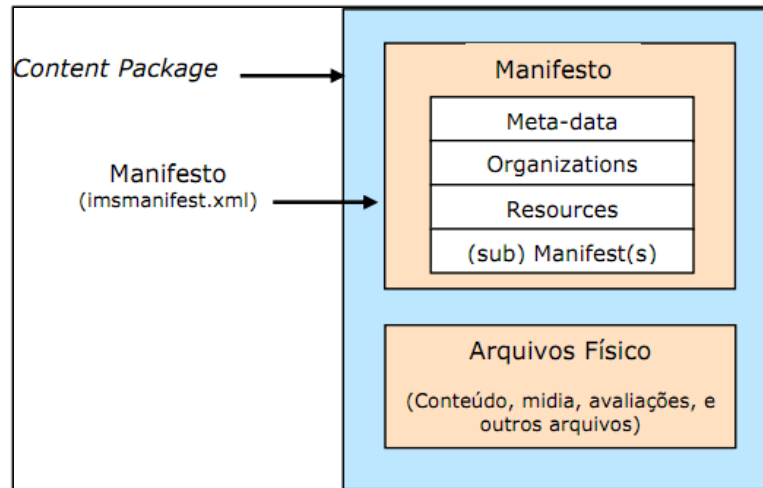 Content Package
Manifesto
(imsmanifest.xml)
Manifesto
Meta-data
Organizations
Resources
(sub) Manifest(s)
Arquivos Físico
(Conteúdo, midia, avaliações, e
outros arquivos)